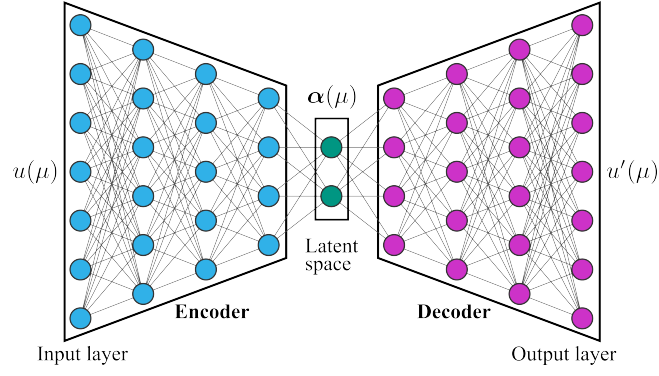 𝜶(μ)
u(μ)
u′(μ)
Latent
space
Encoder
Decoder
Input layer
Output layer